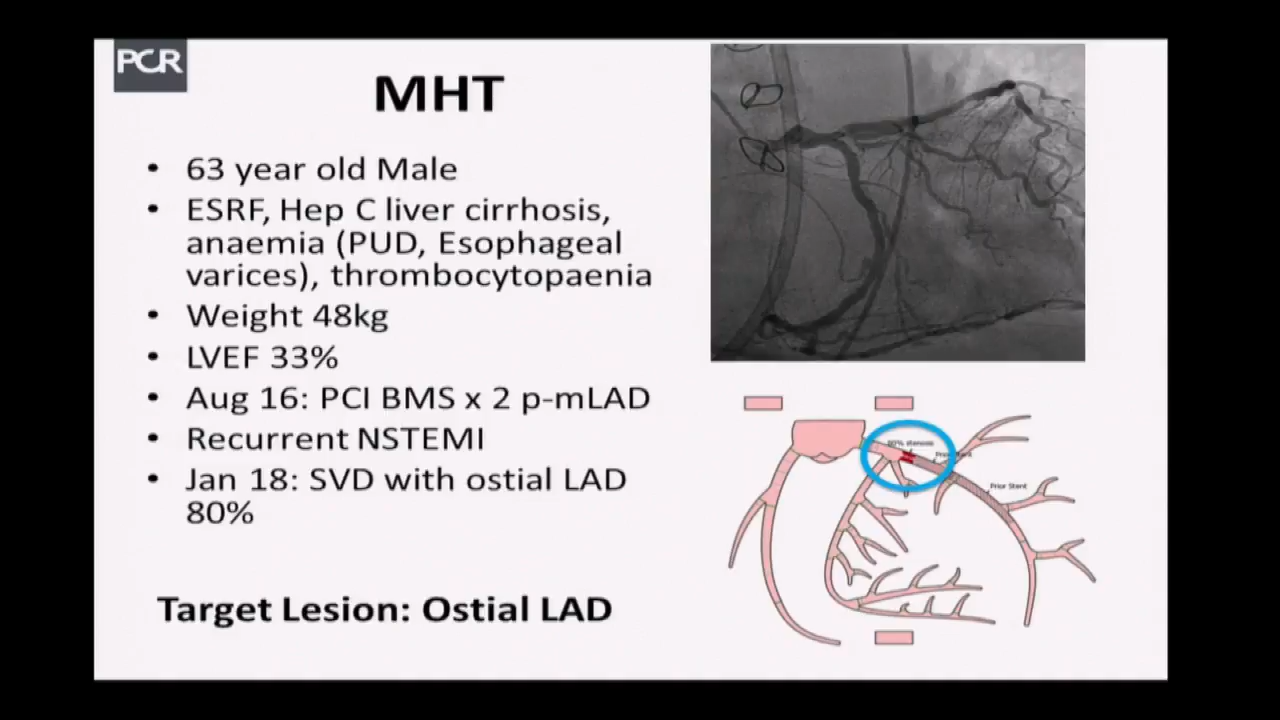 PCR
MHT
• 63 year old Male
• ESRF, Hep C liver cirrhosis,
anaemia (PUD, Esophageal
varices), thrombocytopaenia
• Weight 48kg
• LVEF 33%
• Aug 16: PCI BMS x 2 p-mLAD
• Recurrent NSTEMI
• Jan 18: SVD with ostial LAD
80%
Target Lesion: Ostial LAD
80% stenosis
Prior Stent
Prior Stent